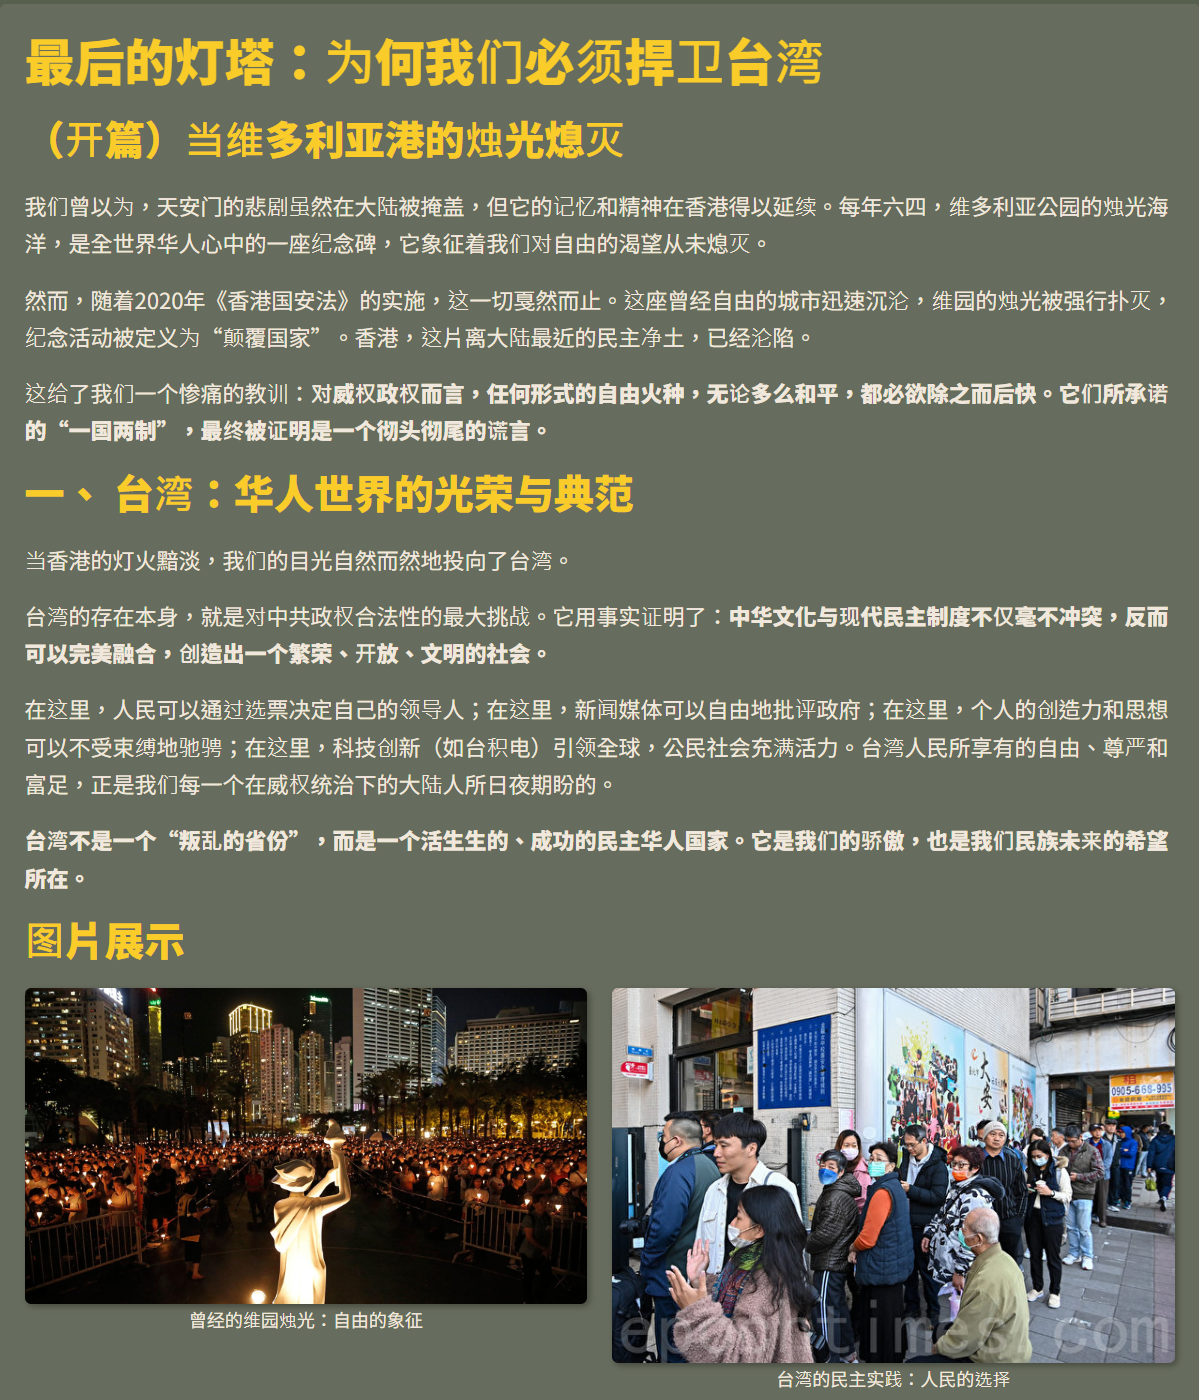 最后的灯塔：为何我们必须捍卫台湾
（开篇）当维多利亚港的烛光熄灭
我们曾以为，天安门的悲剧虽然在大陆被掩盖，但它的记忆和精神在香港得以延续。每年六四，维多利亚公园的烛光海
洋，是全世界华人心中的一座纪念碑，它象征着我们对自由的渴望从未熄灭。
然而，随着2020年《香港国安法》的实施，这一切戛然而止。这座曾经自由的城市迅速沉沦，维园的烛光被强行扑灭，
纪念活动被定义为“颠覆国家”。香港，这片离大陆最近的民主净土，已经沦陷。
这给了我们一个惨痛的教训：对威权政权而言，任何形式的自由火种，无论多么和平，都必欲除之而后快。它们所承诺
的“一国两制”，最终被证明是一个彻头彻尾的谎言。
一、 台湾：华人世界的光荣与典范
当香港的灯火黯淡，我们的目光自然而然地投向了台湾。
台湾的存在本身，就是对中共政权合法性的最大挑战。它用事实证明了：中华文化与现代民主制度不仅毫不冲突，反而
可以完美融合，创造出一个繁荣、开放、文明的社会。
在这里，人民可以通过选票决定自己的领导人；在这里，新闻媒体可以自由地批评政府；在这里，个人的创造力和思想
可以不受束缚地驰骋；在这里，科技创新（如台积电）引领全球，公民社会充满活力。台湾人民所享有的自由、尊严和
富足，正是我们每一个在威权统治下的大陆人所日夜期盼的。
台湾不是一个“叛乱的省份”，而是一个活生生的、成功的民主华人国家。它是我们的骄傲，也是我们民族未来的希望
所在。
图片展示
大
安
租
0905-668-995
epochtimes.com
曾经的维园烛光：自由的象征
台湾的民主实践：人民的选择